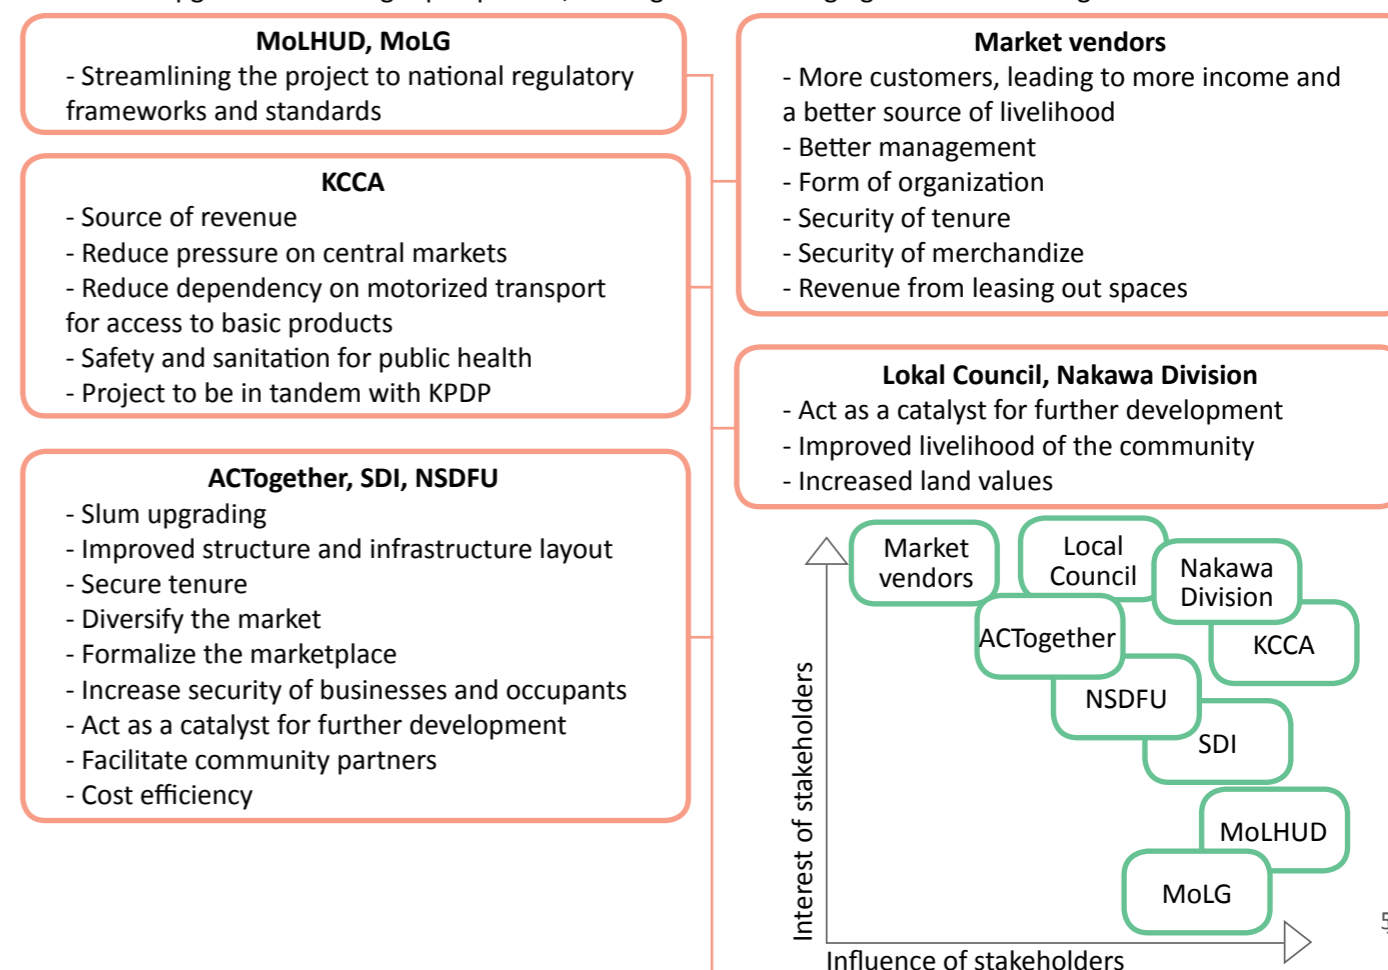 MoLHUD, MoLG
- Streamlining the project to national regulatory
frameworks and standards
KCCA
- Source of revenue
- Reduce pressure on central markets
- Reduce dependency on motorized transport
for access to basic products
- Safety and sanitation for public health
- Project to be in tandem with KPDP
ACTogether, SDI, NSDFU
- Slum upgrading
- Improved structure and infrastructure layout
- Secure tenure
- Diversify the market
- Formalize the marketplace
- Increase security of businesses and occupants
- Act as a catalyst for further development
- Facilitate community partners
- Cost efficiency
Market vendors
- More customers, leading to more income and
a better source of livelihood
- Better management
- Form of organization
- Security of tenure
- Security of merchandize
- Revenue from leasing out spaces
Lokal Council, Nakawa Division
- Act as a catalyst for further development
- Improved livelihood of the community
- Increased land values
Market
vendors
Local
Council
Nakawa
Division
ACTogether
KCCA
NSDFU
SDI
MoLHUD
MoLG
Interest of stakeholders
Influence of stakeholders